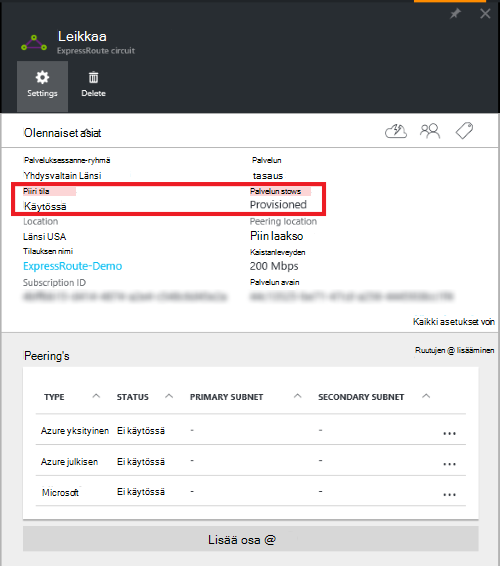 Leikkaa
ExpressRoute circuit
Settings
Delete
Olennaiset asiat
Palveluksessanne-ryhmä
Palvelun
Yhdysvaltain Länsi
tasaus
Piiri tila
Palvelun stows
Käytössä
Provisioned
Location
Peering location
Länsi USA
Piin laakso
Tilauksen nimi
Kaistanleveyden
ExpressRoute-Demo
200 Mbps
Subscription ID
Palvelun avain
Kaikki asetukset voin
Peering's
Ruutujen @ lisääminen
TYPE STATUS PRIMARY SUBNET SECONDARY SUBNET
Azure yksityinen Ei käytössä - - ...
Azure julkisen Ei käytössä - - ...
Microsoft Ei käytössä - - ...
Lisää osa @